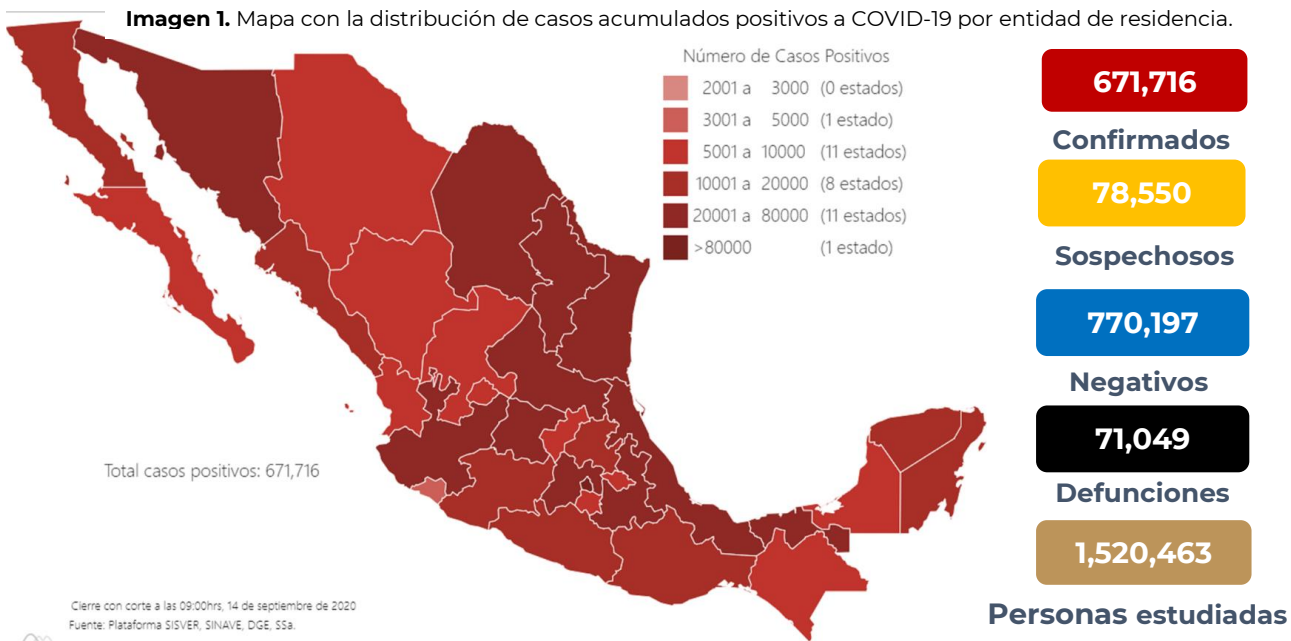 Imagen 1. Mapa con la distribución de casos acumulados positivos a COVID-19 por entidad de residencia.
Número de Casos Positivos
2001 a 3000 (0 estados)
3001 a 5000 (1 estado)
5001 a 10000 (11 estados)
10001 a 20000 (8 estados)
20001 a 80000 (11 estados)
>80000 (1 estado)
671,716
Confirmados
78,550
Sospechosos
770,197
Negativos
71,049
Defunciones
1,520,463
Personas estudiadas
Total casos positivos: 671,716
Cierre con corte a las 09:00hrs, 14 de septiembre de 2020
Fuente: Plataforma SISVER, SINAVE, DGE, SSa.